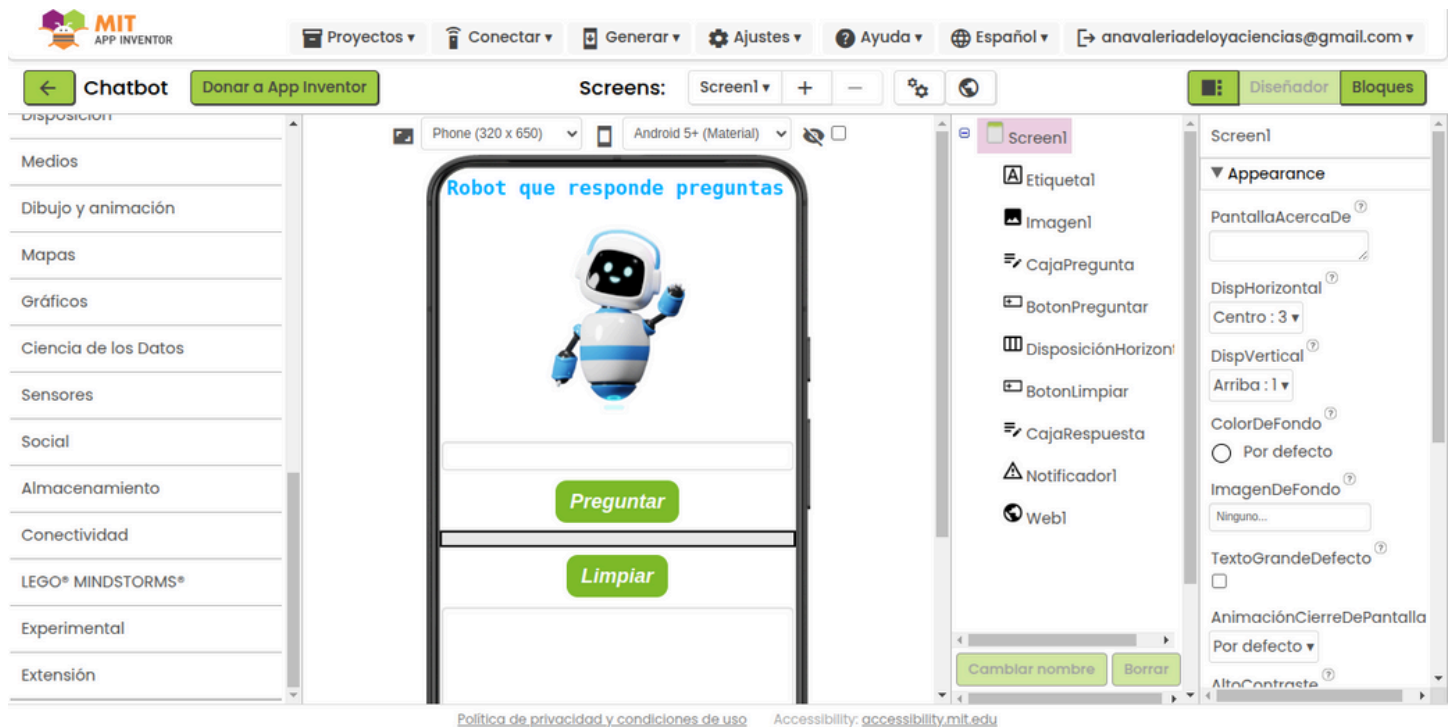 MIT
APP INVENTOR
Proyectos ▾ Conectar ▾ Generar ▾ Ajustes ▾ Ayuda ▾ Español ▾ anavaleriadeloyaciencias@gmail.com ▾
Chatbot Donar a App Inventor Screens: Screen1 ▾ + − Diseñador Bloques
Disposición
Medios
Dibujo y animación
Mapas
Gráficos
Ciencia de los Datos
Sensores
Social
Almacenamiento
Conectividad
LEGO® MINDSTORMS®
Experimental
Extensión
Phone (320 x 650) Android 5+ (Material)
Robot que responde preguntas
Preguntar
Limpiar
Screen1
Etiqueta1
Imagen1
CajaPregunta
BotonPreguntar
DisposiciónHorizont
BotonLimpiar
CajaRespuesta
Notificador1
Web1
Cambiar nombre Borrar
Screen1
▼ Appearance
PantallaAcercaDe ?
DispHorizontal ?
Centro : 3 ▾
DispVertical ?
Arriba : 1 ▾
ColorDeFondo ?
Por defecto
ImagenDeFondo ?
Ninguno...
TextoGrandeDefecto ?
AnimaciónCierreDePantalla
Por defecto ▾
AltoContraste ?
Política de privacidad y condiciones de uso Accessibility: accessibility.mit.edu